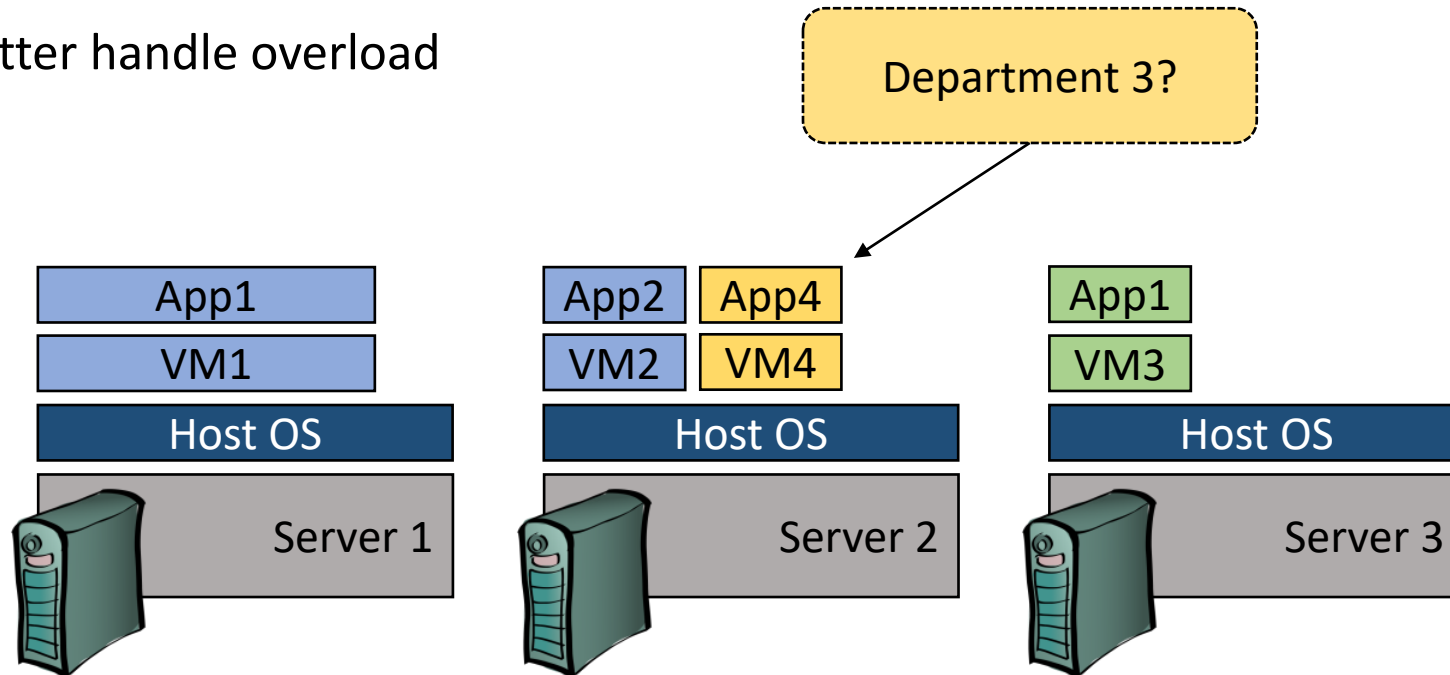 tter handle overload
Department 3?
App1
App2
App4
App1
VM1
VM2
VM4
VM3
Host OS
Host OS
Host OS
Server 1
Server 2
Server 3